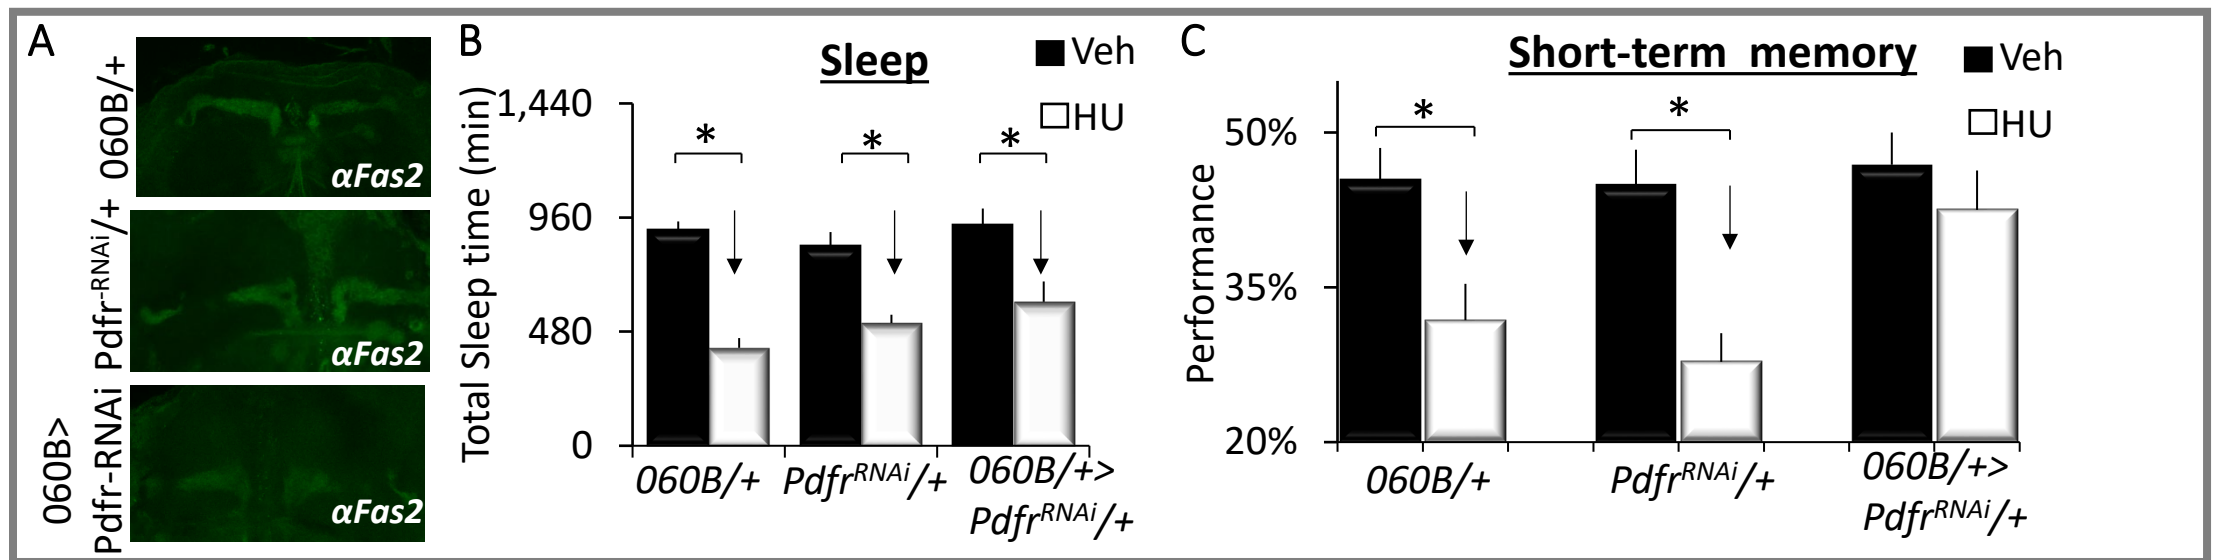 A
060B/+
αFas2
Pdfr-RNAi/+
αFas2
060B>
Pdfr-RNAi
αFas2
B
Sleep
Veh
HU
Total Sleep time (min)
1,440
960
480
0
*
*
*
060B/+
PdfrRNAi/+
060B/+>
PdfrRNAi/+
C
Short-term memory
Veh
HU
Performance
50%
35%
20%
*
*
060B/+
PdfrRNAi/+
060B/+>
PdfrRNAi/+